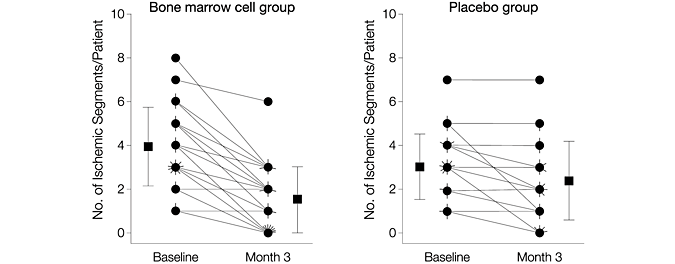 Bone marrow cell group
No. of Ischemic Segments/Patient
10
8
6
4
2
0
Baseline Month 3
Placebo group
No. of Ischemic Segments/Patient
10
8
6
4
2
0
Baseline Month 3